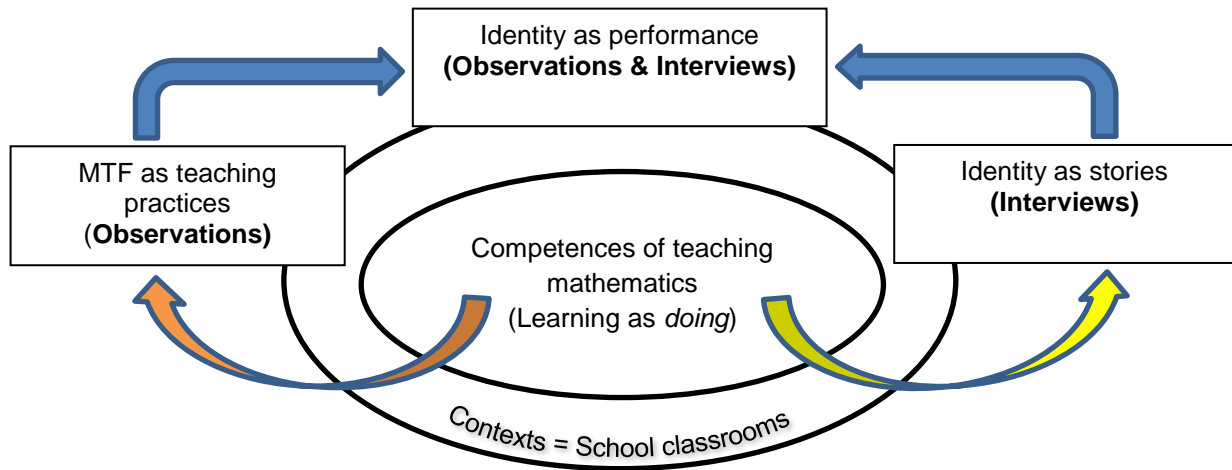 Identity as performance
(Observations & Interviews)
MTF as teaching
practices
(Observations)
Identity as stories
(Interviews)
Competences of teaching
mathematics
(Learning as doing)
Contexts = School classrooms